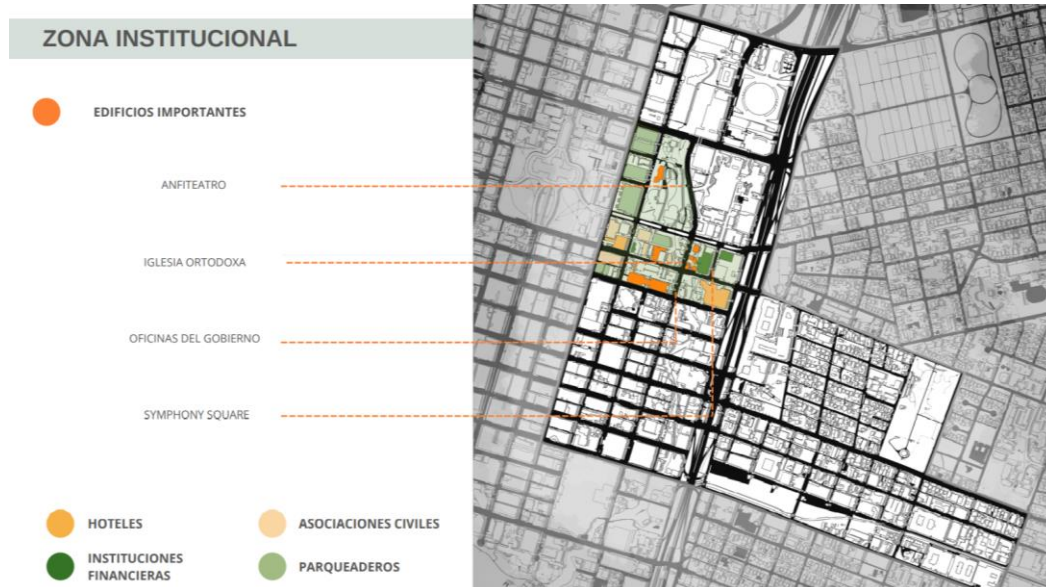 ZONA INSTITUCIONAL
EDIFICIOS IMPORTANTES
ANFITEATRO
IGLESIA ORTODOXA
OFICINAS DEL GOBIERNO
SYMPHONY SQUARE
HOTELES
ASOCIACIONES CIVILES
INSTITUCIONES
FINANCIERAS
PARQUEADEROS